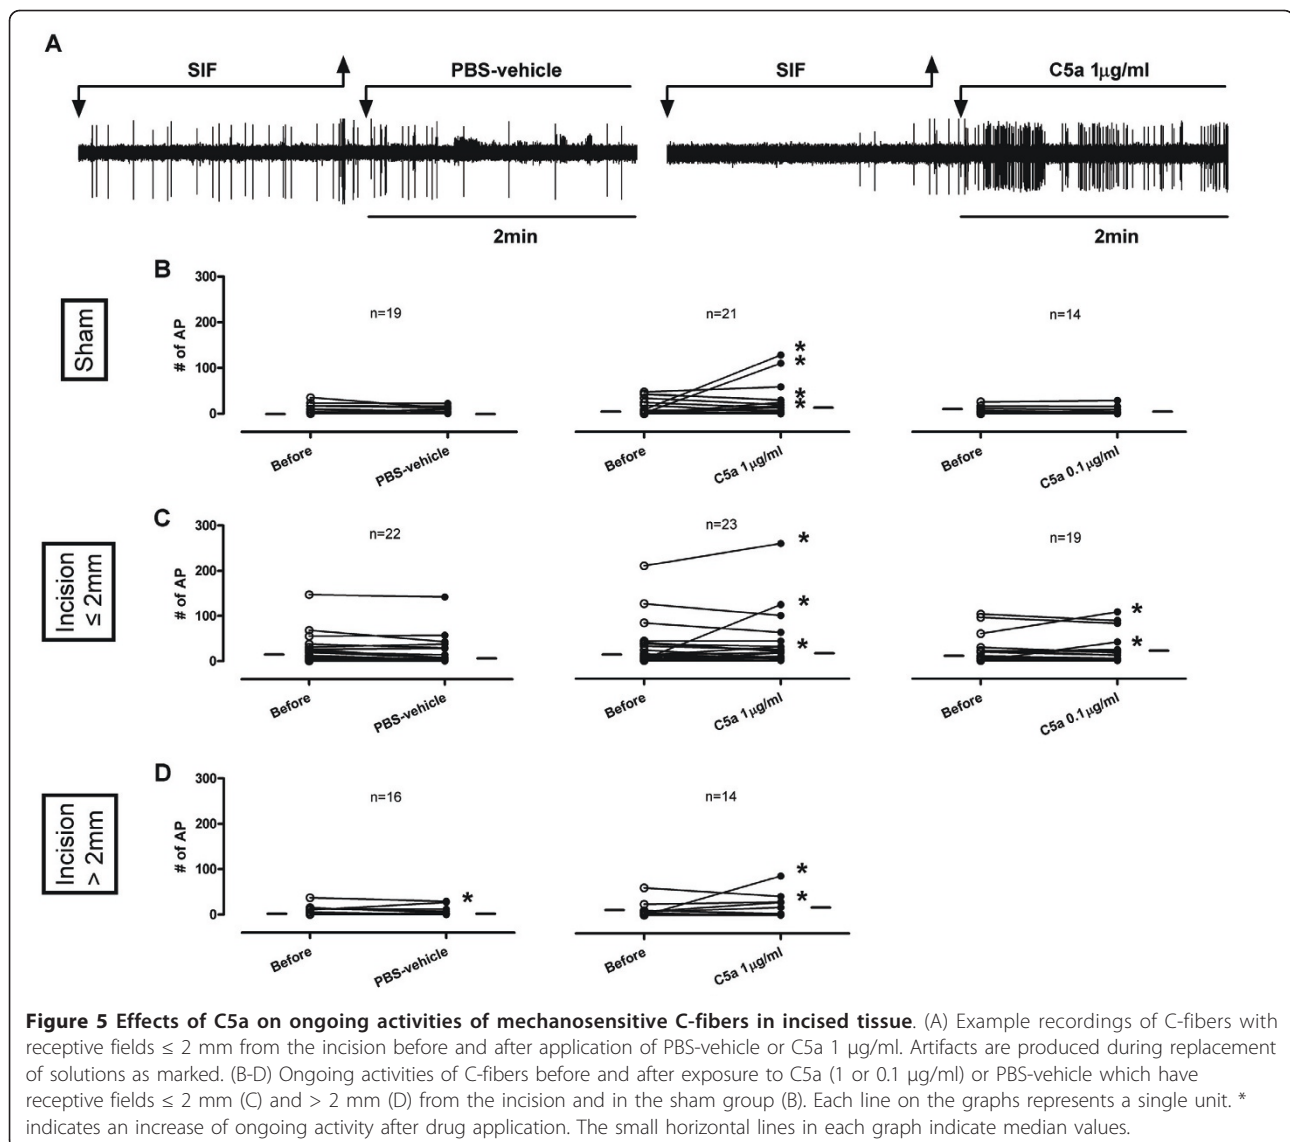 A
SIF PBS-vehicle SIF C5a 1µg/ml
2min 2min
Sham
B
# of AP
300
200
100
0
n=19
Before PBS-vehicle
n=21
* * * *
Before C5a 1µg/ml
n=14
Before C5a 0.1 µg/ml
Incision
≤ 2mm
C
# of AP
300
200
100
0
n=22
Before PBS-vehicle
n=23
* * *
Before C5a 1µg/ml
n=19
* *
Before C5a 0.1 µg/ml
Incision
> 2mm
D
# of AP
300
200
100
0
n=16
*
Before PBS-vehicle
n=14
* *
Before C5a 1µg/ml
Figure 5 Effects of C5a on ongoing activities of mechanosensitive C-fibers in incised tissue. (A) Example recordings of C-fibers with
receptive fields ≤ 2 mm from the incision before and after application of PBS-vehicle or C5a 1 µg/ml. Artifacts are produced during replacement
of solutions as marked. (B-D) Ongoing activities of C-fibers before and after exposure to C5a (1 or 0.1 µg/ml) or PBS-vehicle which have
receptive fields ≤ 2 mm (C) and > 2 mm (D) from the incision and in the sham group (B). Each line on the graphs represents a single unit. *
indicates an increase of ongoing activity after drug application. The small horizontal lines in each graph indicate median values.